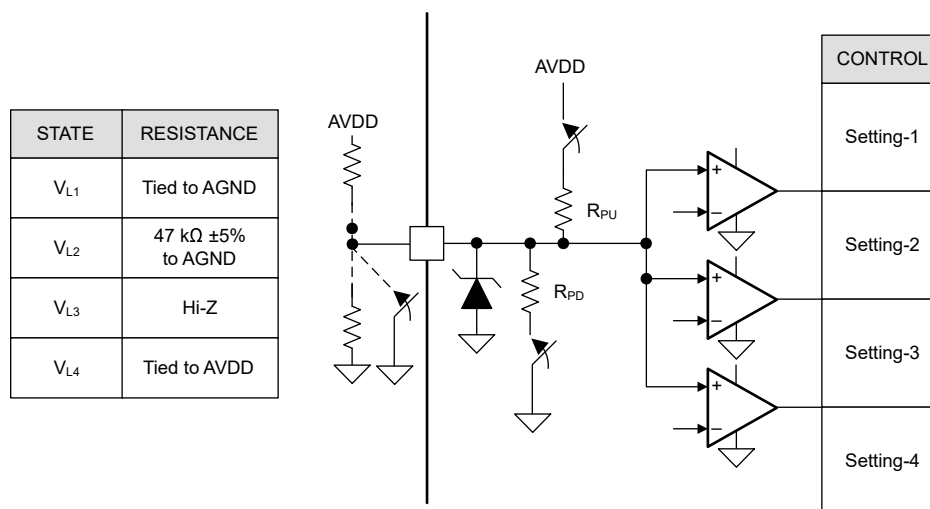 STATE RESISTANCE
V_L1 Tied to AGND
V_L2 47 kΩ ±5%
to AGND
V_L3 Hi-Z
V_L4 Tied to AVDD
AVDD
AVDD
R_PU
R_PD
+
−
+
−
+
−
CONTROL
Setting-1
Setting-2
Setting-3
Setting-4